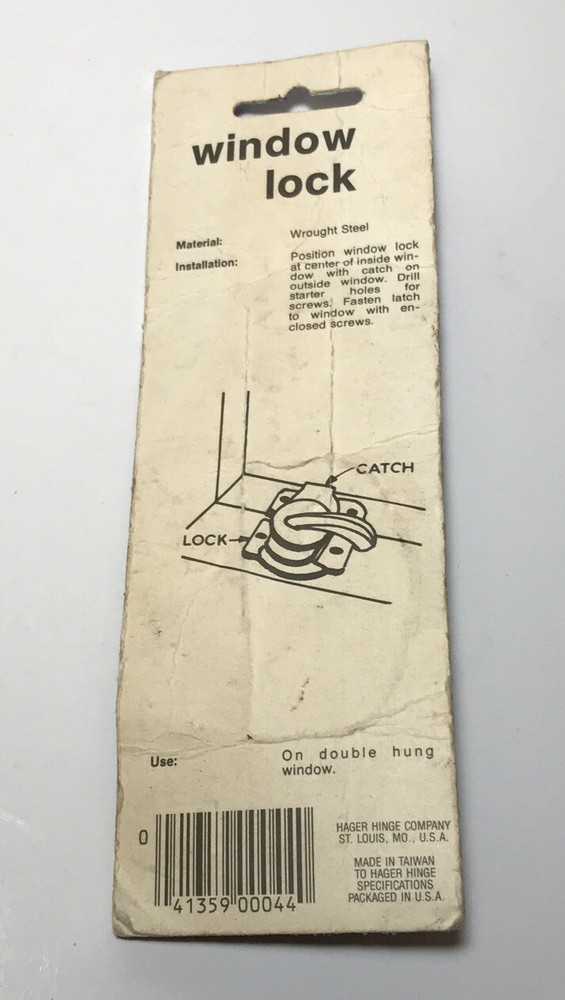 window
lock
Material:
Wrought Steel
Installation:
Position window lock
at center of inside win-
dow with catch on
outside window. Drill
starter holes for
screws. Fasten latch
to window with en-
closed screws.
CATCH
LOCK
Use:
On double hung
window.
0
41359 00044
HAGER HINGE COMPANY
ST. LOUIS, MO., U.S.A.
MADE IN TAIWAN
TO HAGER HINGE
SPECIFICATIONS
PACKAGED IN U.S.A.